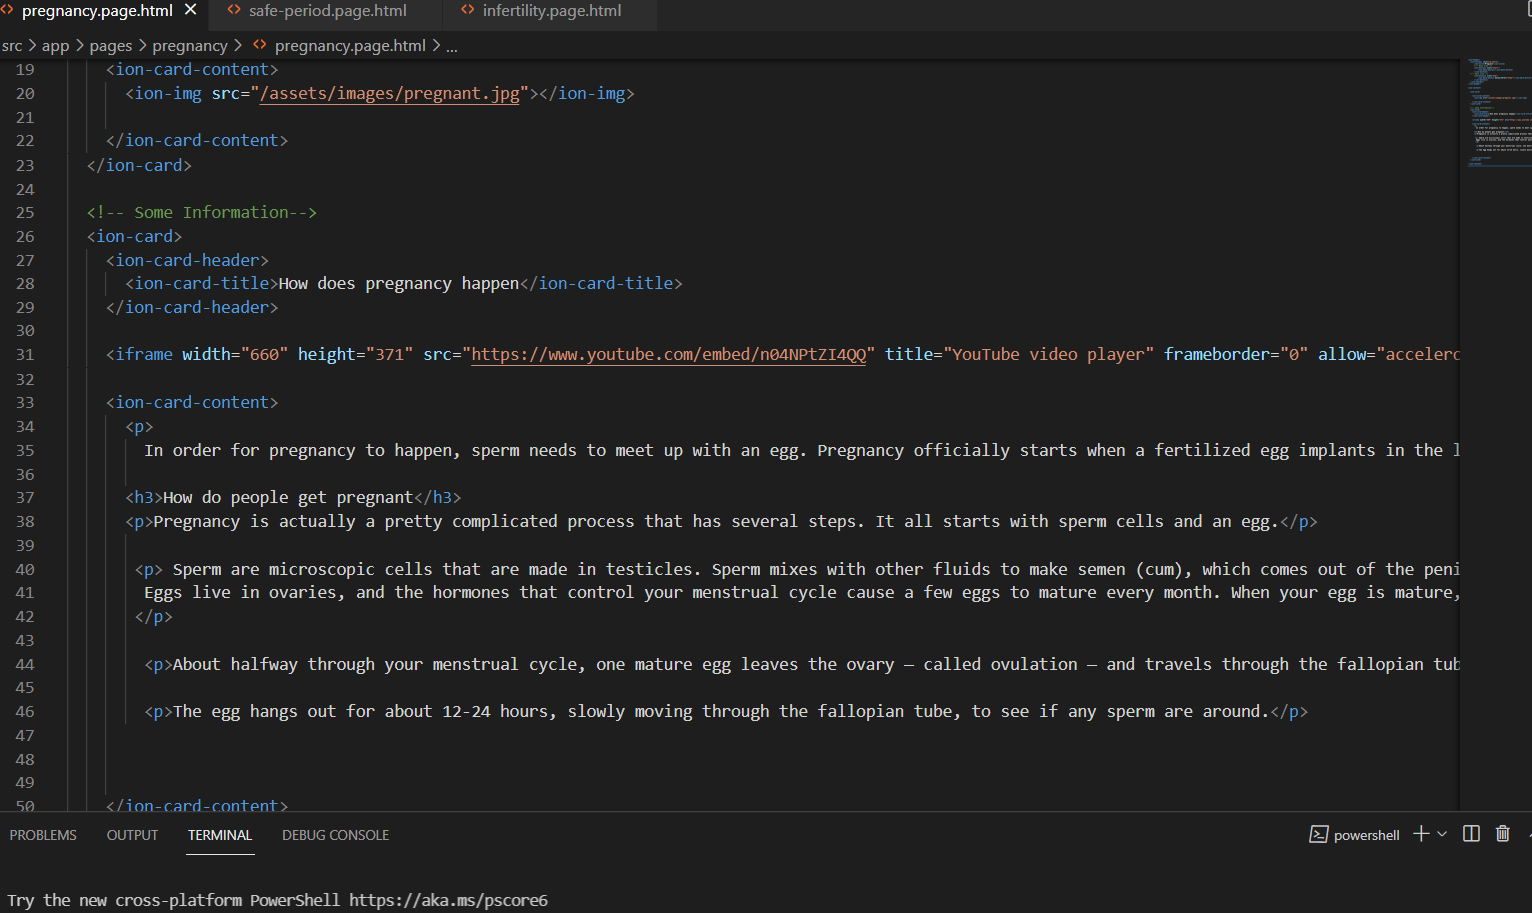 <> pregnancy.page.html × <> safe-period.page.html <> infertility.page.html
src > app > pages > pregnancy > <> pregnancy.page.html > ...
19 <ion-card-content>
20 <ion-img src="/assets/images/pregnant.jpg"></ion-img>
21
22 </ion-card-content>
23 </ion-card>
24
25 <!-- Some Information-->
26 <ion-card>
27 <ion-card-header>
28 <ion-card-title>How does pregnancy happen</ion-card-title>
29 </ion-card-header>
30
31 <iframe width="660" height="371" src="https://www.youtube.com/embed/n04NPtZI4QQ" title="YouTube video player" frameborder="0" allow="accelerc
32
33 <ion-card-content>
34 <p>
35 In order for pregnancy to happen, sperm needs to meet up with an egg. Pregnancy officially starts when a fertilized egg implants in the l
36
37 <h3>How do people get pregnant</h3>
38 <p>Pregnancy is actually a pretty complicated process that has several steps. It all starts with sperm cells and an egg.</p>
39
40 <p> Sperm are microscopic cells that are made in testicles. Sperm mixes with other fluids to make semen (cum), which comes out of the peni
41 Eggs live in ovaries, and the hormones that control your menstrual cycle cause a few eggs to mature every month. When your egg is mature,
42 </p>
43
44 <p>About halfway through your menstrual cycle, one mature egg leaves the ovary — called ovulation — and travels through the fallopian tub
45
46 <p>The egg hangs out for about 12-24 hours, slowly moving through the fallopian tube, to see if any sperm are around.</p>
47
48
49
50 </ion-card-content>
PROBLEMS OUTPUT TERMINAL DEBUG CONSOLE powershell
Try the new cross-platform PowerShell https://aka.ms/pscore6